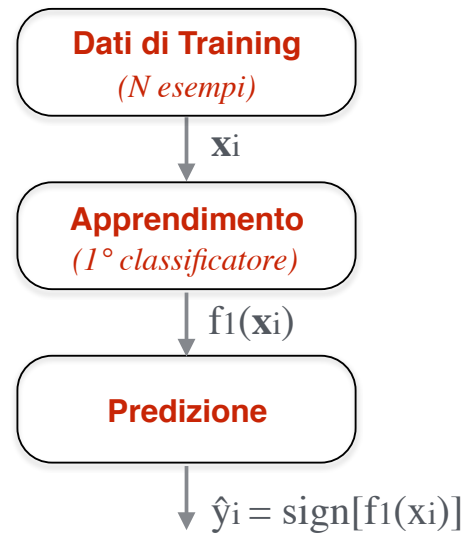 Dati di Training
(N esempi)
xi
Apprendimento
(1° classificatore)
f1(xi)
Predizione
ŷi = sign[f1(xi)]